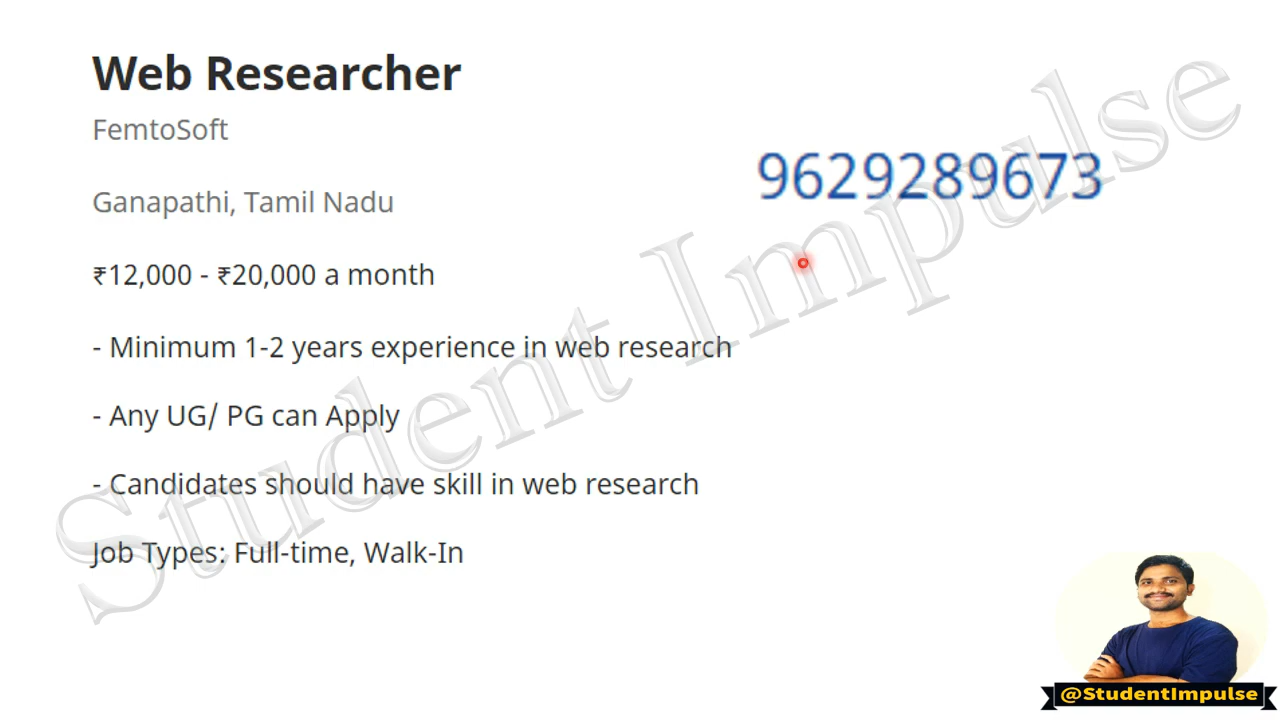 Web Researcher
FemtoSoft
9629289673
Ganapathi, Tamil Nadu
₹12,000 - ₹20,000 a month
- Minimum 1-2 years experience in web research
- Any UG/ PG can Apply
- Candidates should have skill in web research
Job Types: Full-time, Walk-In
Student Impulse
@StudentImpulse